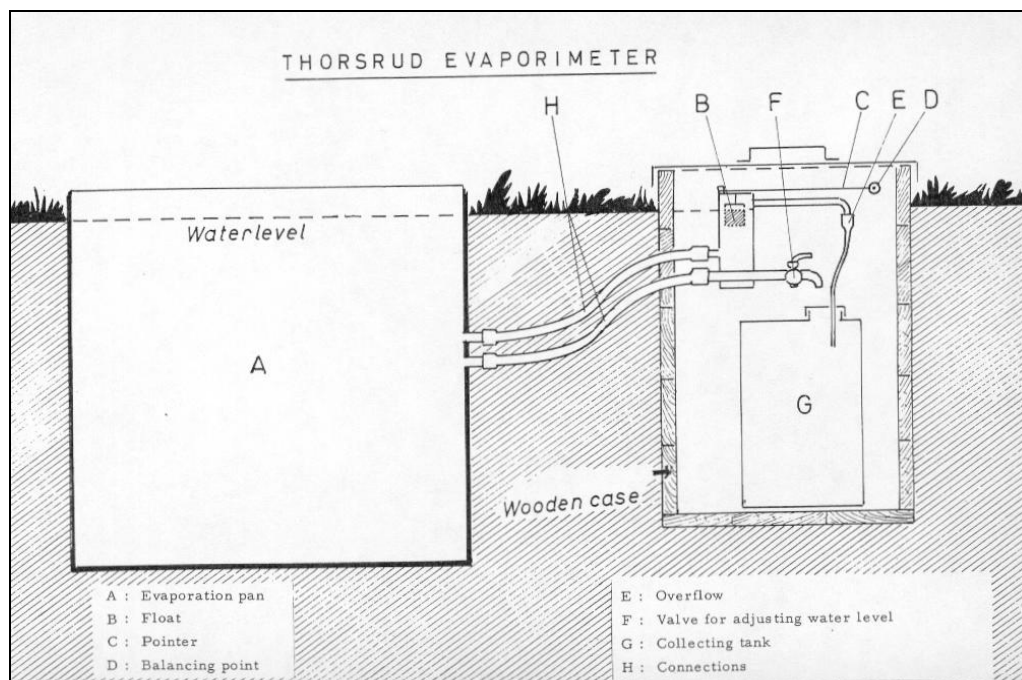 THORSRUD EVAPORIMETER
H B F C E D
Waterlevel
A
G
Wooden case
A : Evaporation pan
B : Float
C : Pointer
D : Balancing point
E : Overflow
F : Valve for adjusting water level
G : Collecting tank
H : Connections